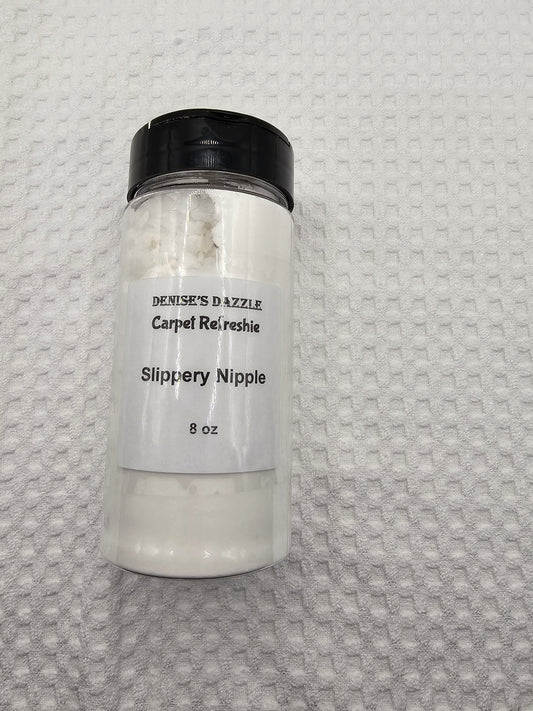 DENISE'S DAZZLE
Carpet Refreshie
Slippery Nipple
8 oz